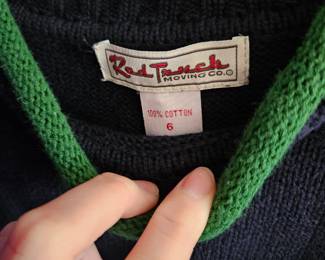 Red Truck
MOVING CO.©
100% COTTON
6